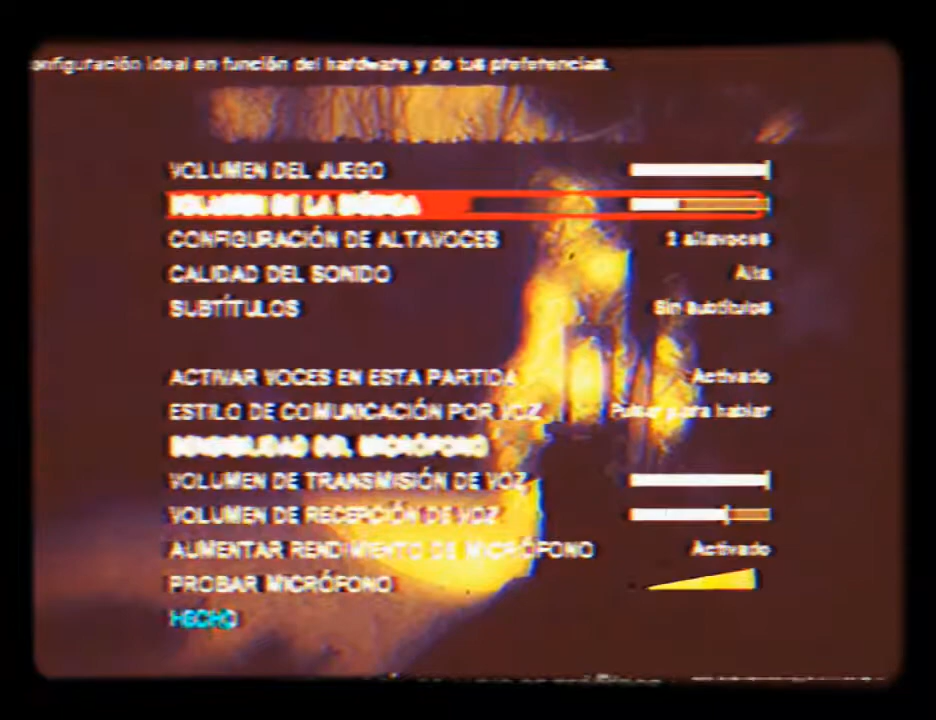 onfiguración ideal en función del hardware y de tus preferencias.
VOLUMEN DEL JUEGO
VOLUMEN DE LA MÚSICA
CONFIGURACIÓN DE ALTAVOCES 2 altavoces
CALIDAD DEL SONIDO Alta
SUBTÍTULOS Sin subtítulos
ACTIVAR VOCES EN ESTA PARTIDA Activado
ESTILO DE COMUNICACIÓN POR VOZ Pulsar para hablar
SENSIBILIDAD DEL MICRÓFONO
VOLUMEN DE TRANSMISIÓN DE VOZ
VOLUMEN DE RECEPCIÓN DE VOZ
AUMENTAR RENDIMIENTO DE MICRÓFONO Activado
PROBAR MICRÓFONO
HECHO